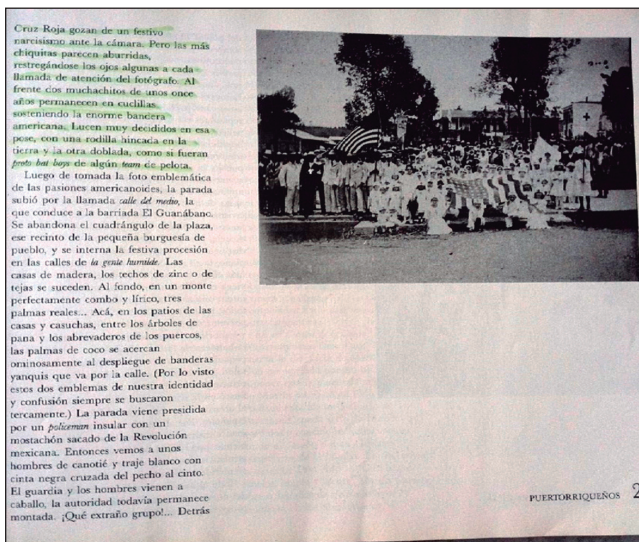 Cruz Roja gozan de un festivo
narcisismo ante la cámara. Pero las más
chiquitas parecen aburridas,
restregándose los ojos algunas a cada
llamada de atención del fotógrafo. Al
frente dos muchachitos de unos once
años permanecen en cuclillas,
sosteniendo la enorme bandera
americana. Lucen muy decididos en esa
pose, con una rodilla hincada en la
tierra y la otra doblada, como si fueran
proto bat boys de algún team de pelota.
Luego de tomada la foto emblemática
de las pasiones americanoides, la parada
subió por la llamada calle del medio, la
que conduce a la barriada El Guanábano.
Se abandona el cuadrángulo de la plaza,
ese recinto de la pequeña burguesía de
pueblo, y se interna la festiva procesión
en las calles de la gente humilde. Las
casas de madera, los techos de zinc o de
tejas se suceden. Al fondo, en un monte
perfectamente combo y lírico, tres
palmas reales... Acá, en los patios de las
casas y casuchas, entre los árboles de
pana y los abrevaderos de los puercos,
las palmas de coco se acercan
ominosamente al despliegue de banderas
yanquis que va por la calle. (Por lo visto
estos dos emblemas de nuestra identidad
y confusión siempre se buscaron
tercamente.) La parada viene presidida
por un policeman insular con un
mostachón sacado de la Revolución
mexicana. Entonces vemos a unos
hombres de canotié y traje blanco con
cinta negra cruzada del pecho al cinto.
El guardia y los hombres vienen a
caballo, la autoridad todavía permanece
montada. ¡Qué extraño grupo!... Detrás
PUERTORRIQUEÑOS 2